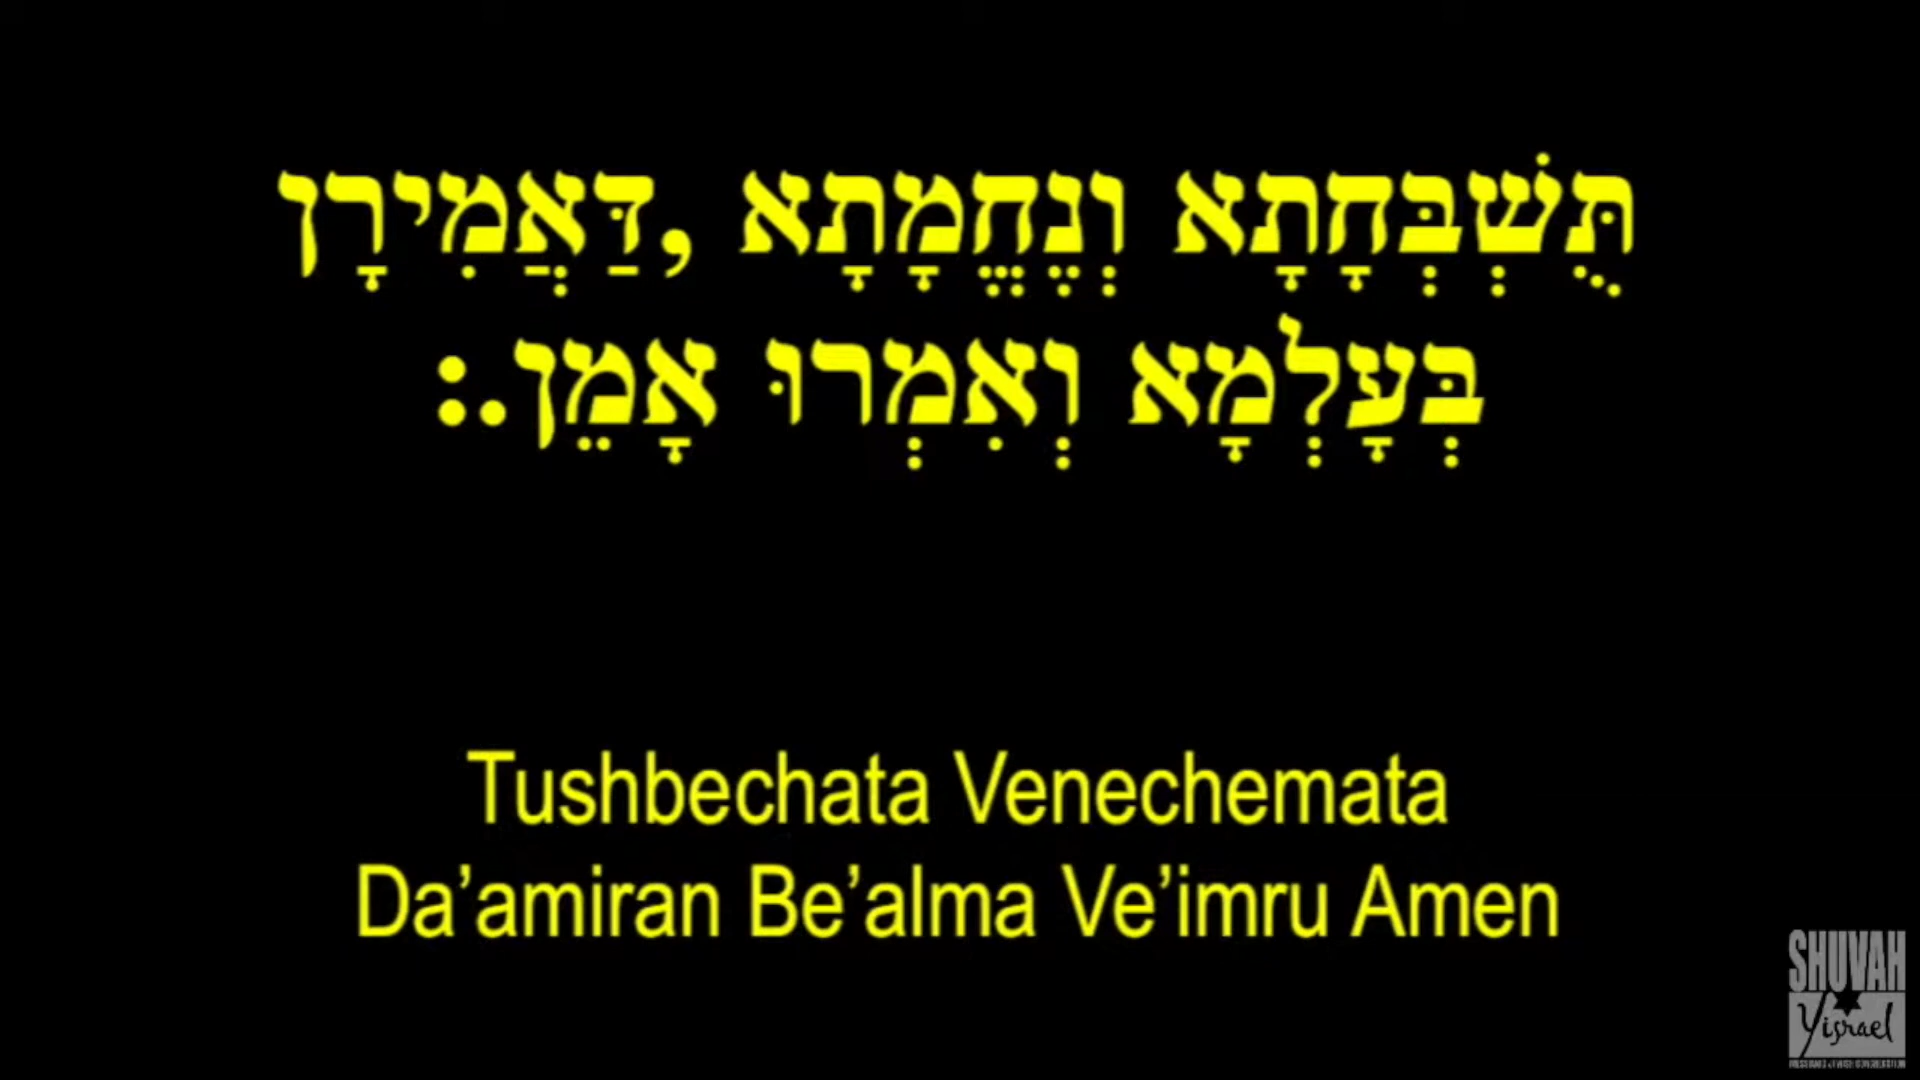 תֻּשְׁבְּחָתָא וְנֶחֱמָתָא ,דַּאֲמִירָן
בְּעָלְמָא וְאִמְרוּ אָמֵן.:
Tushbechata Venechemata
Da’amiran Be’alma Ve’imru Amen
SHUVAH
Yisrael